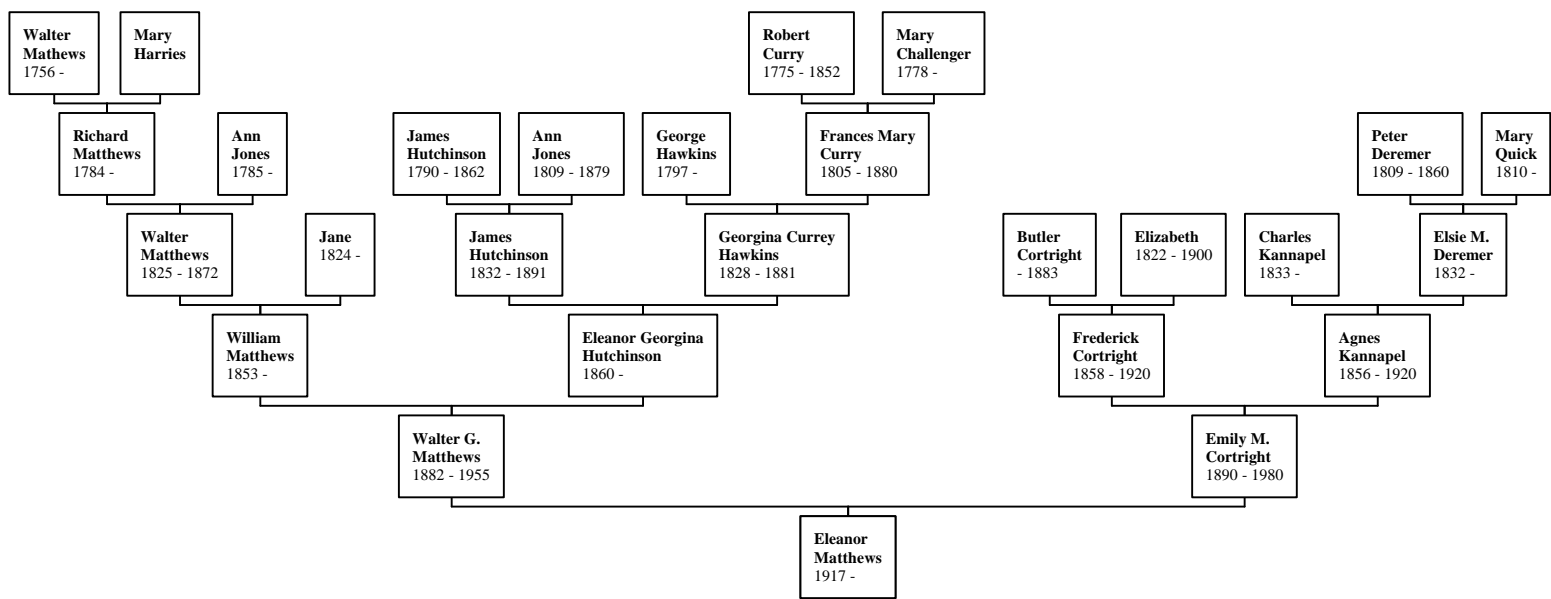 Walter
Mathews
1756 -
Mary
Harries
Robert
Curry
1775 - 1852
Mary
Challenger
1778 -
Richard
Matthews
1784 -
Ann
Jones
1785 -
James
Hutchinson
1790 - 1862
Ann
Jones
1809 - 1879
George
Hawkins
1797 -
Frances Mary
Curry
1805 - 1880
Peter
Deremer
1809 - 1860
Mary
Quick
1810 -
Walter
Matthews
1825 - 1872
Jane
1824 -
James
Hutchinson
1832 - 1891
Georgina Currey
Hawkins
1828 - 1881
Butler
Cortright
- 1883
Elizabeth
1822 - 1900
Charles
Kannapel
1833 -
Elsie M.
Deremer
1832 -
William
Matthews
1853 -
Eleanor Georgina
Hutchinson
1860 -
Frederick
Cortright
1858 - 1920
Agnes
Kannapel
1856 - 1920
Walter G.
Matthews
1882 - 1955
Emily M.
Cortright
1890 - 1980
Eleanor
Matthews
1917 -